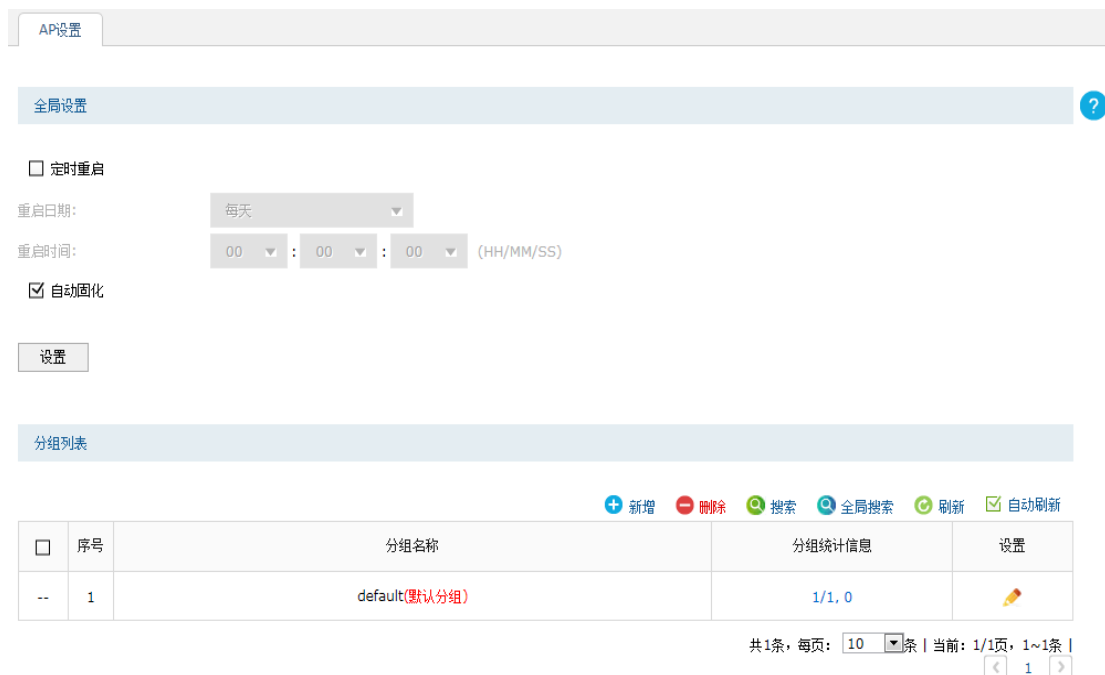 AP设置
全局设置
?
定时重启
重启日期: 每天
重启时间: 00 : 00 : 00 (HH/MM/SS)
自动固化
设置
分组列表
新增 删除 搜索 全局搜索 刷新 自动刷新
序号 分组名称 分组统计信息 设置
-- 1 default(默认分组) 1/1, 0
共1条，每页： 10 条 | 当前：1/1页，1~1条 |
< 1 >